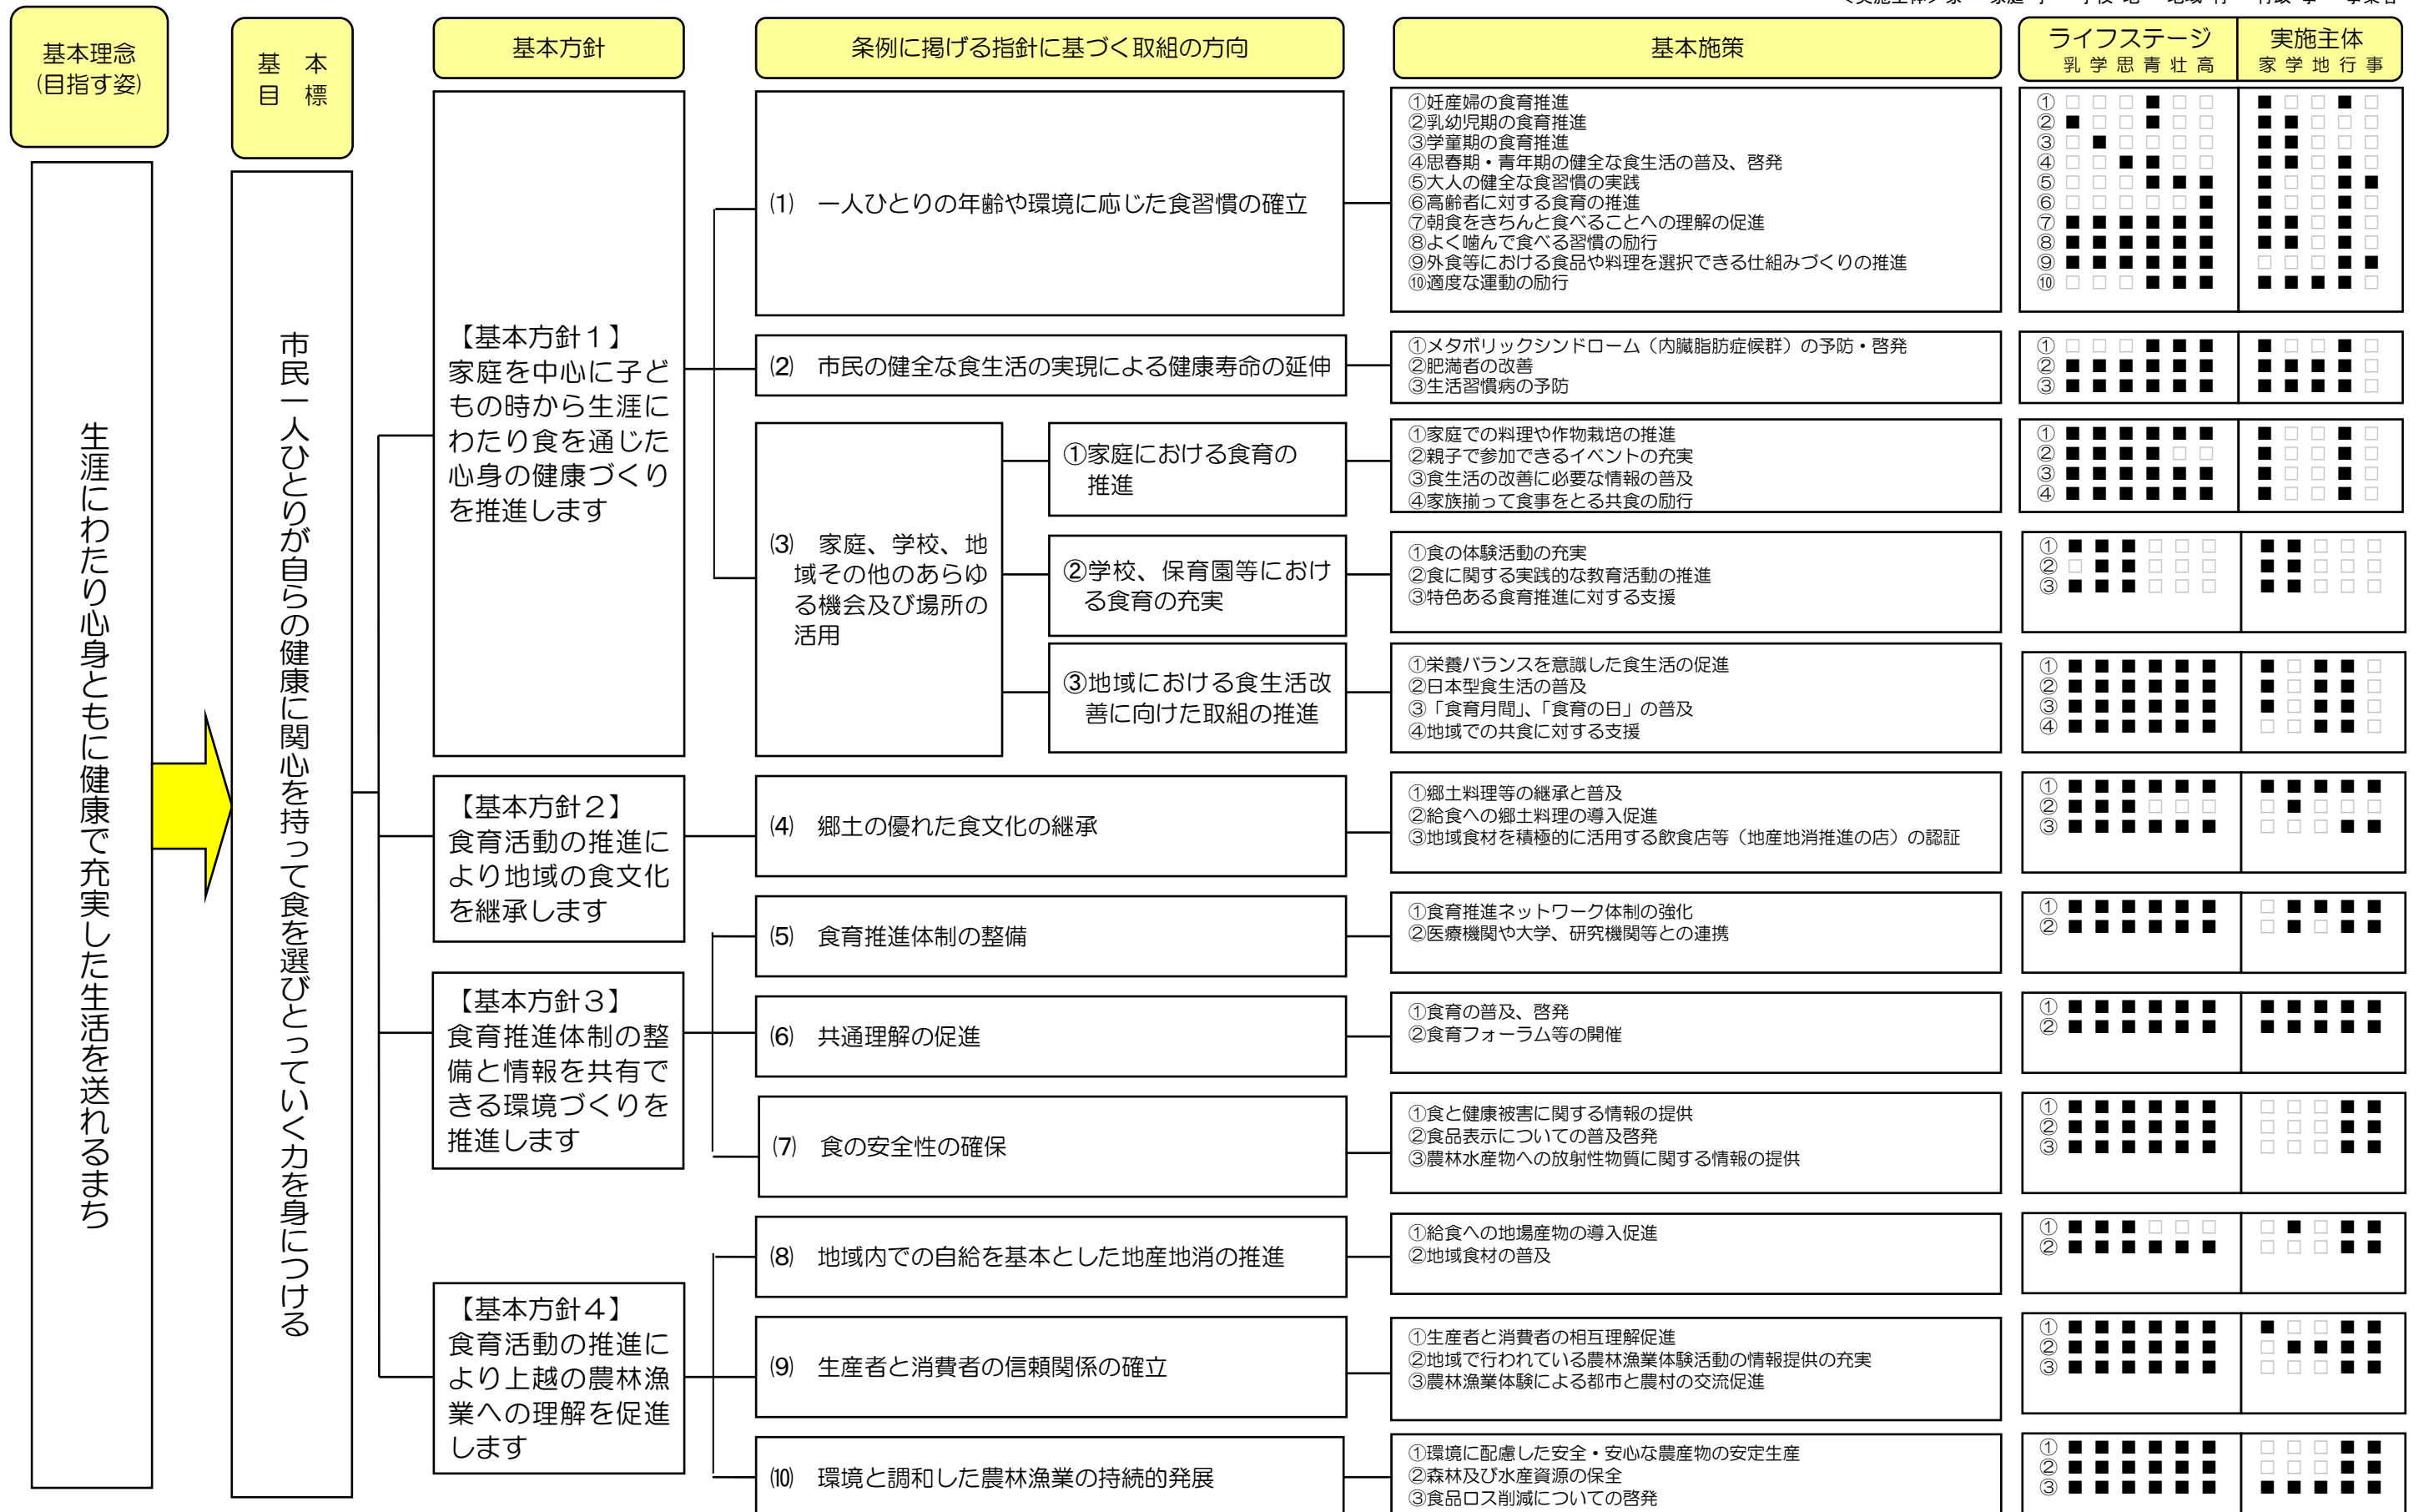 基本理念
(目指す姿)
基 本
目 標
基本方針
条例に掲げる指針に基づく取組の方向
基本施策
ライフステージ
乳 学 思 青 壮 高
実施主体
家 学 地 行 事
生涯にわたり心身ともに健康で充実した生活を送れるまち
市民一人ひとりが自らの健康に関心を持って食を選びとっていく力を身につける
【基本方針１】
家庭を中心に子ど
もの時から生涯に
わたり食を通じた
心身の健康づくり
を推進します
⑴ 一人ひとりの年齢や環境に応じた食習慣の確立
①妊産婦の食育推進
②乳幼児期の食育推進
③学童期の食育推進
④思春期・青年期の健全な食生活の普及、啓発
⑤大人の健全な食習慣の実践
⑥高齢者に対する食育の推進
⑦朝食をきちんと食べることへの理解の促進
⑧よく噛んで食べる習慣の励行
⑨外食等における食品や料理を選択できる仕組みづくりの推進
⑩適度な運動の励行
① □ □ □ ■ □ □ ■ □ □ ■ □
② ■ □ □ ■ □ □ ■ ■ □ □ □
③ □ ■ □ □ □ □ ■ ■ □ □ □
④ □ □ ■ ■ □ □ ■ ■ □ ■ □
⑤ □ □ □ ■ ■ ■ ■ □ □ ■ ■
⑥ □ □ □ □ □ ■ ■ □ □ ■ □
⑦ ■ ■ ■ ■ ■ ■ ■ ■ □ ■ □
⑧ ■ ■ ■ ■ ■ ■ ■ ■ □ ■ □
⑨ ■ ■ ■ ■ ■ ■ □ □ □ ■ ■
⑩ □ □ □ ■ ■ ■ ■ ■ ■ ■ □
⑵ 市民の健全な食生活の実現による健康寿命の延伸
①メタボリックシンドローム（内臓脂肪症候群）の予防・啓発
②肥満者の改善
③生活習慣病の予防
① □ □ □ ■ ■ ■ ■ □ □ ■ □
② ■ ■ ■ ■ ■ ■ ■ ■ ■ ■ □
③ ■ ■ ■ ■ ■ ■ ■ ■ ■ ■ □
⑶ 家庭、学校、地
域その他のあらゆ
る機会及び場所の
活用
①家庭における食育の
推進
①家庭での料理や作物栽培の推進
②親子で参加できるイベントの充実
③食生活の改善に必要な情報の普及
④家族揃って食事をとる共食の励行
① ■ ■ ■ ■ ■ ■ ■ □ □ ■ □
② ■ ■ ■ ■ □ □ ■ □ □ ■ □
③ ■ ■ ■ ■ ■ ■ ■ □ □ ■ □
④ ■ ■ ■ ■ ■ ■ ■ □ □ ■ □
②学校、保育園等におけ
る食育の充実
①食の体験活動の充実
②食に関する実践的な教育活動の推進
③特色ある食育推進に対する支援
① ■ ■ ■ □ □ □ ■ ■ □ □ □
② □ ■ ■ □ □ □ ■ ■ □ □ □
③ ■ ■ ■ □ □ □ ■ ■ □ □ □
③地域における食生活改
善に向けた取組の推進
①栄養バランスを意識した食生活の促進
②日本型食生活の普及
③「食育月間」、「食育の日」の普及
④地域での共食に対する支援
① ■ ■ ■ ■ ■ ■ ■ □ ■ ■ □
② ■ ■ ■ ■ ■ ■ ■ □ ■ ■ □
③ ■ ■ ■ ■ ■ ■ ■ □ ■ ■ □
④ ■ ■ ■ ■ ■ ■ □ □ ■ ■ □
【基本方針２】
食育活動の推進に
より地域の食文化
を継承します
⑷ 郷土の優れた食文化の継承
①郷土料理等の継承と普及
②給食への郷土料理の導入促進
③地域食材を積極的に活用する飲食店等（地産地消推進の店）の認証
① ■ ■ ■ ■ ■ ■ ■ ■ ■ ■ ■
② ■ ■ ■ □ □ □ □ ■ □ □ □
③ ■ ■ ■ ■ ■ ■ □ □ □ ■ ■
【基本方針３】
食育推進体制の整
備と情報を共有で
きる環境づくりを
推進します
⑸ 食育推進体制の整備
①食育推進ネットワーク体制の強化
②医療機関や大学、研究機関等との連携
① ■ ■ ■ ■ ■ ■ □ ■ ■ ■ ■
② ■ ■ ■ ■ ■ ■ □ ■ □ ■ ■
⑹ 共通理解の促進
①食育の普及、啓発
②食育フォーラム等の開催
① ■ ■ ■ ■ ■ ■ ■ ■ ■ ■ ■
② ■ ■ ■ ■ ■ ■ ■ ■ ■ ■ ■
⑺ 食の安全性の確保
①食と健康被害に関する情報の提供
②食品表示についての普及啓発
③農林水産物への放射性物質に関する情報の提供
① ■ ■ ■ ■ ■ ■ □ □ □ ■ ■
② ■ ■ ■ ■ ■ ■ □ □ □ ■ ■
③ ■ ■ ■ ■ ■ ■ □ □ □ ■ ■
【基本方針４】
食育活動の推進に
より上越の農林漁
業への理解を促進
します
⑻ 地域内での自給を基本とした地産地消の推進
①給食への地場産物の導入促進
②地域食材の普及
① ■ ■ ■ □ □ □ □ ■ □ ■ ■
② ■ ■ ■ ■ ■ ■ □ □ □ ■ ■
⑼ 生産者と消費者の信頼関係の確立
①生産者と消費者の相互理解促進
②地域で行われている農林漁業体験活動の情報提供の充実
③農林漁業体験による都市と農村の交流促進
① ■ ■ ■ ■ ■ ■ ■ □ □ ■ ■
② ■ ■ ■ ■ ■ ■ □ ■ ■ ■ ■
③ ■ ■ ■ ■ ■ ■ □ □ □ ■ ■
⑽ 環境と調和した農林漁業の持続的発展
①環境に配慮した安全・安心な農産物の安定生産
②森林及び水産資源の保全
③食品ロス削減についての啓発
① ■ ■ ■ ■ ■ ■ □ □ □ ■ ■
② ■ ■ ■ ■ ■ ■ □ □ □ ■ ■
③ ■ ■ ■ ■ ■ ■ ■ ■ ■ ■ ■